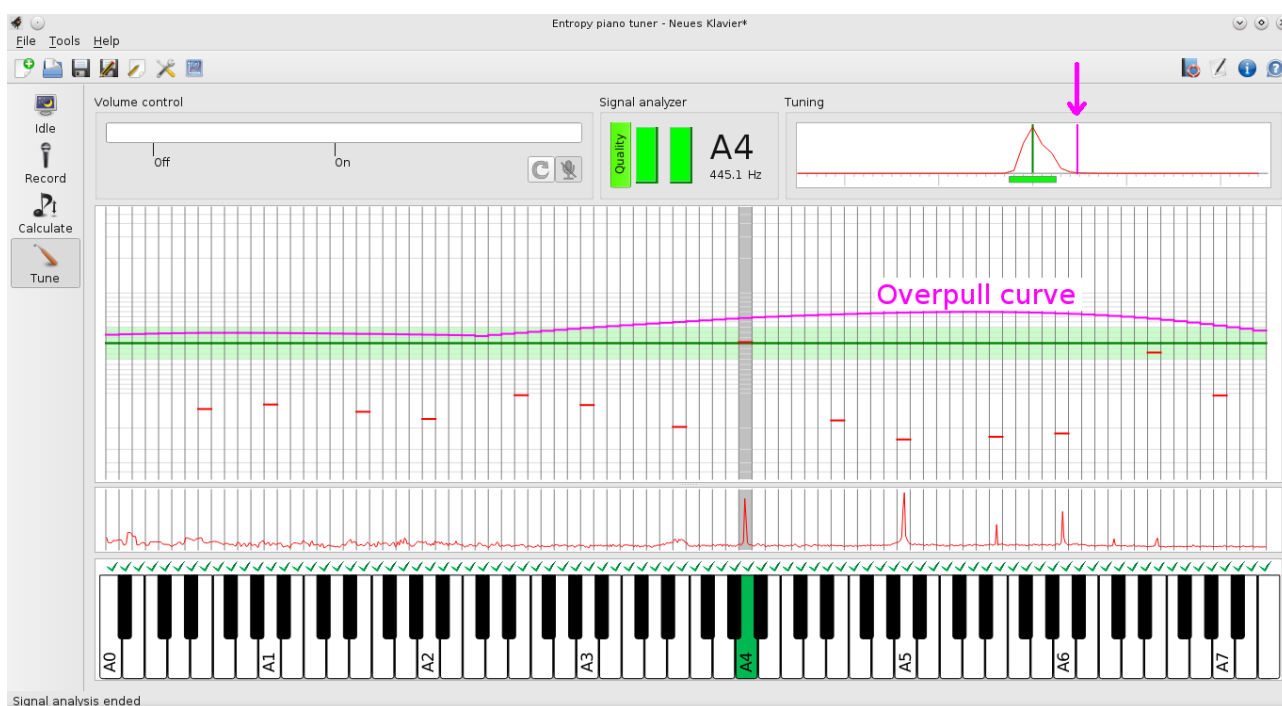 Entropy piano tuner - Neues Klavier*
File Tools Help
Idle
Record
Calculate
Tune
Volume control
Off On
Signal analyzer
Quality
A4
445.1 Hz
Tuning
Overpull curve
A0 A1 A2 A3 A4 A5 A6 A7
Signal analysis ended